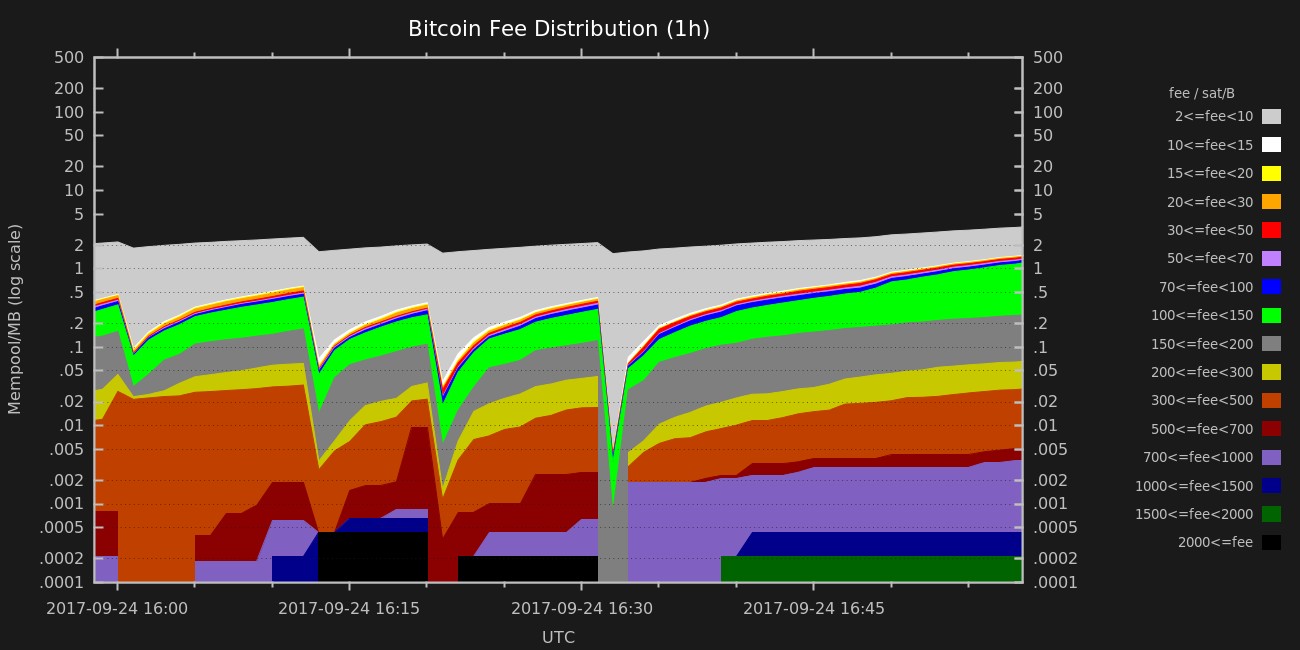 Bitcoin Fee Distribution (1h)
Mempool/MB (log scale)
500
200
100
50
20
10
5
2
1
.5
.2
.1
.05
.02
.01
.005
.002
.001
.0005
.0002
.0001
500
200
100
50
20
10
5
2
1
.5
.2
.1
.05
.02
.01
.005
.002
.001
.0005
.0002
.0001
2017-09-24 16:00
2017-09-24 16:15
2017-09-24 16:30
2017-09-24 16:45
UTC
fee / sat/B
2<=fee<10
10<=fee<15
15<=fee<20
20<=fee<30
30<=fee<50
50<=fee<70
70<=fee<100
100<=fee<150
150<=fee<200
200<=fee<300
300<=fee<500
500<=fee<700
700<=fee<1000
1000<=fee<1500
1500<=fee<2000
2000<=fee